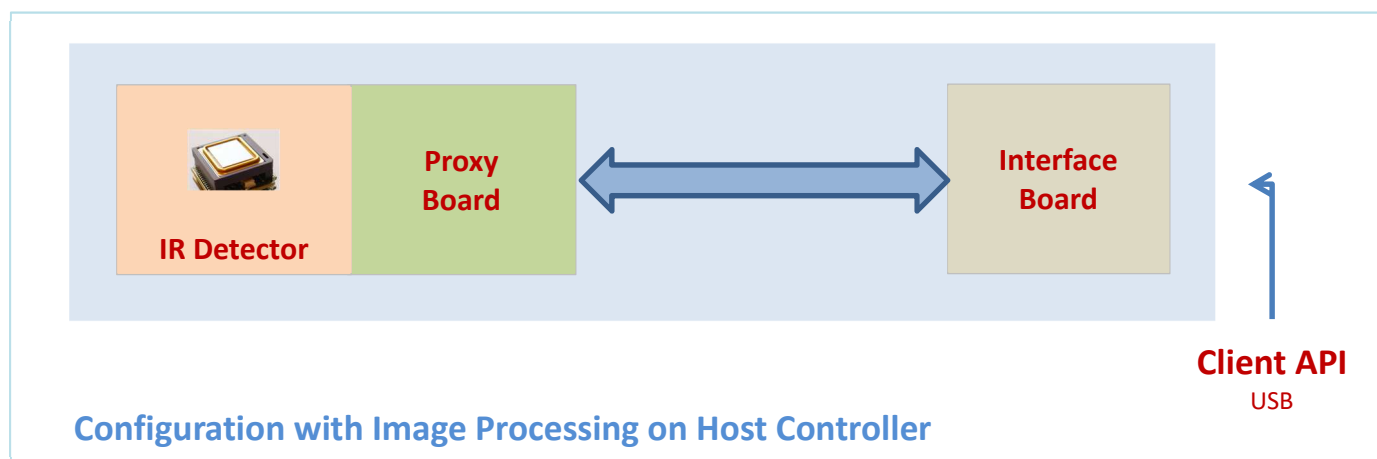 Proxy
Board
Interface
Board
IR Detector
Client API
USB
Configuration with Image Processing on Host Controller